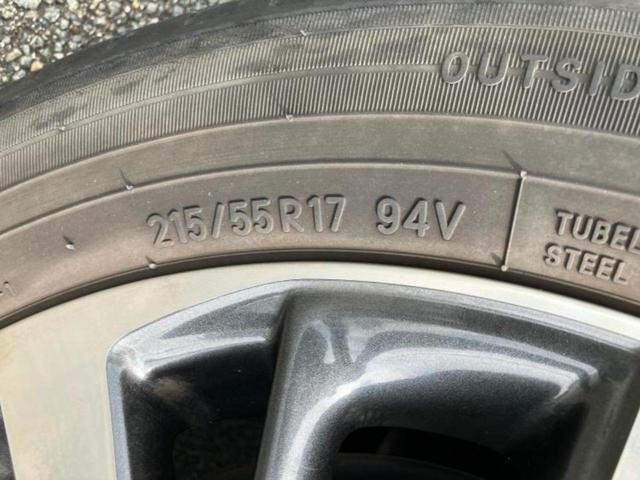 OUTSID
215/55R17 94V
TUBEL
STEEL